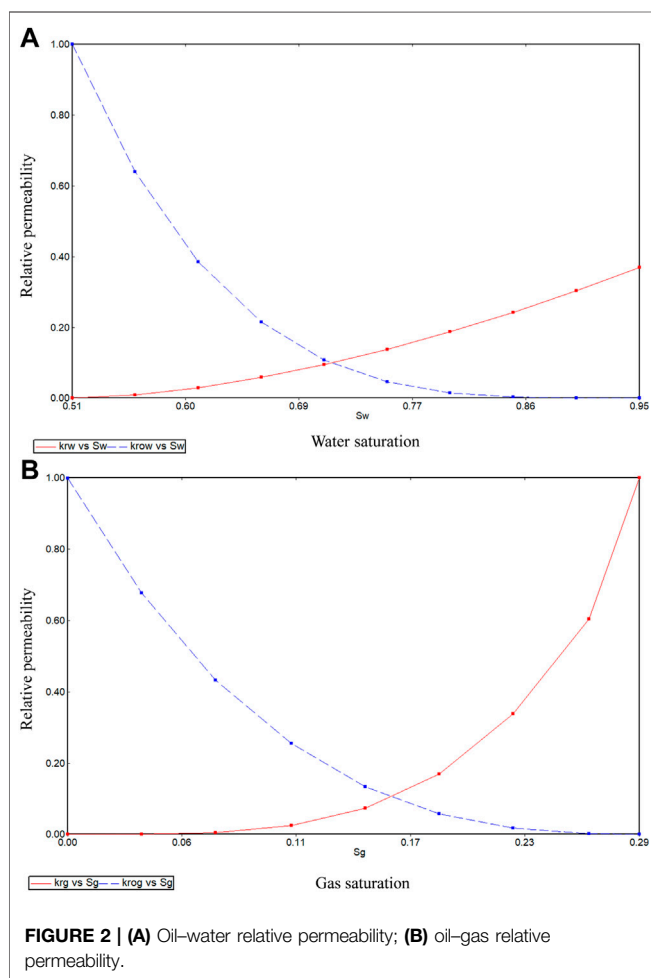 A
1.00
0.80
0.60
0.40
0.20
0.00
Relative permeability
0.51 0.60 0.69 0.77 0.86 0.95
Sw
krw vs Sw krow vs Sw
Water saturation
B
1.00
0.80
0.60
0.40
0.20
0.00
Relative permeability
0.00 0.06 0.11 0.17 0.23 0.29
Sg
krg vs Sg krog vs Sg
Gas saturation
FIGURE 2 | (A) Oil–water relative permeability; (B) oil–gas relative
permeability.